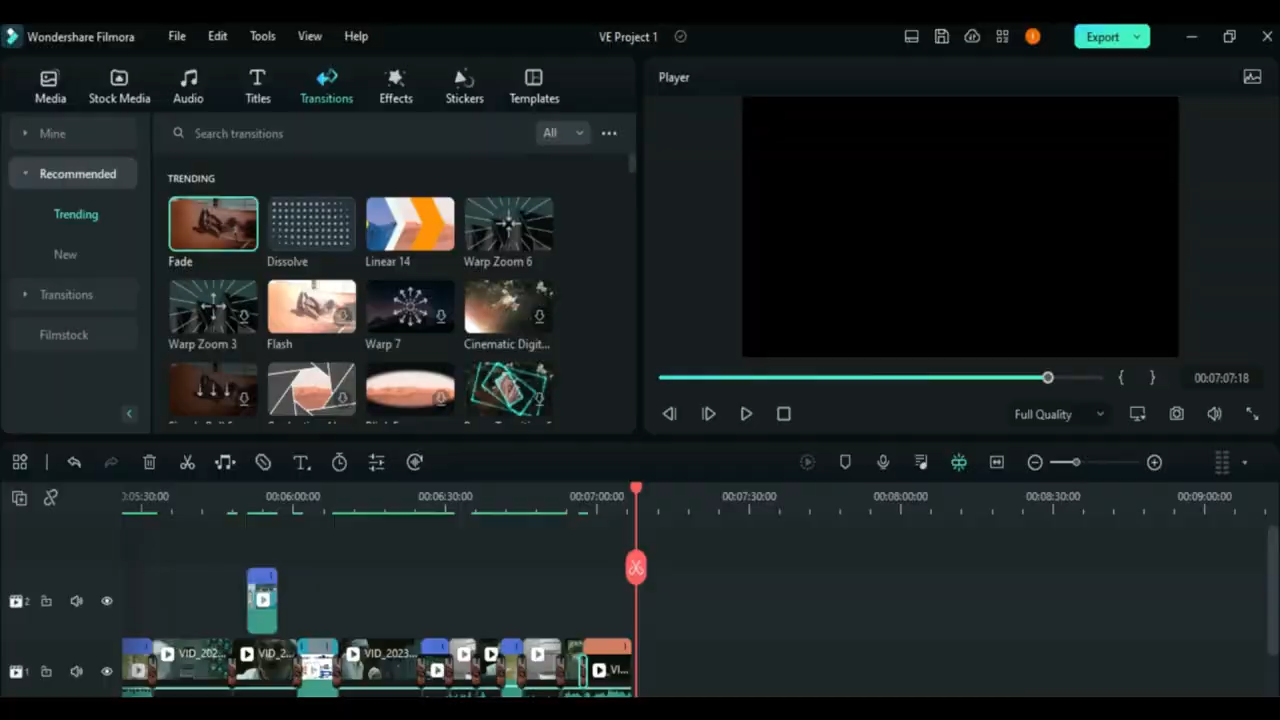 Wondershare Filmora File Edit Tools View Help VE Project 1 Export
Media Stock Media Audio Titles Transitions Effects Stickers Templates
Player
Mine
Search transitions All
Recommended
TRENDING
Trending
New
Fade Dissolve Linear 14 Warp Zoom 6
Transitions
Filmstock
Warp Zoom 3 Flash Warp 7 Cinematic Digit...
00:07:07:18
Full Quality
0:05:30:00 00:06:00:00 00:06:30:00 00:07:00:00 00:07:30:00 00:08:00:00 00:08:30:00 00:09:00:00
2
VID_202... VID_2... VID_2023... VI...
1